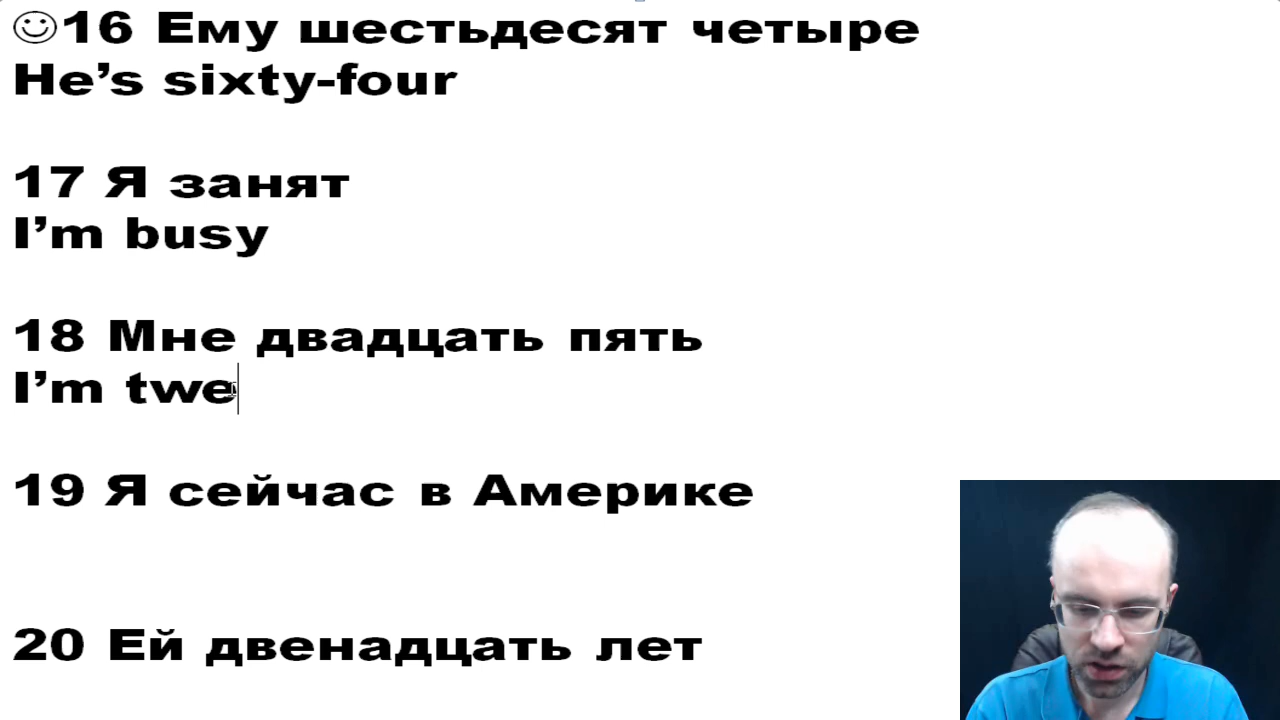 ☺16 Ему шестьдесят четыре
He’s sixty-four
17 Я занят
I’m busy
18 Мне двадцать пять
I’m twe
19 Я сейчас в Америке
20 Ей двенадцать лет